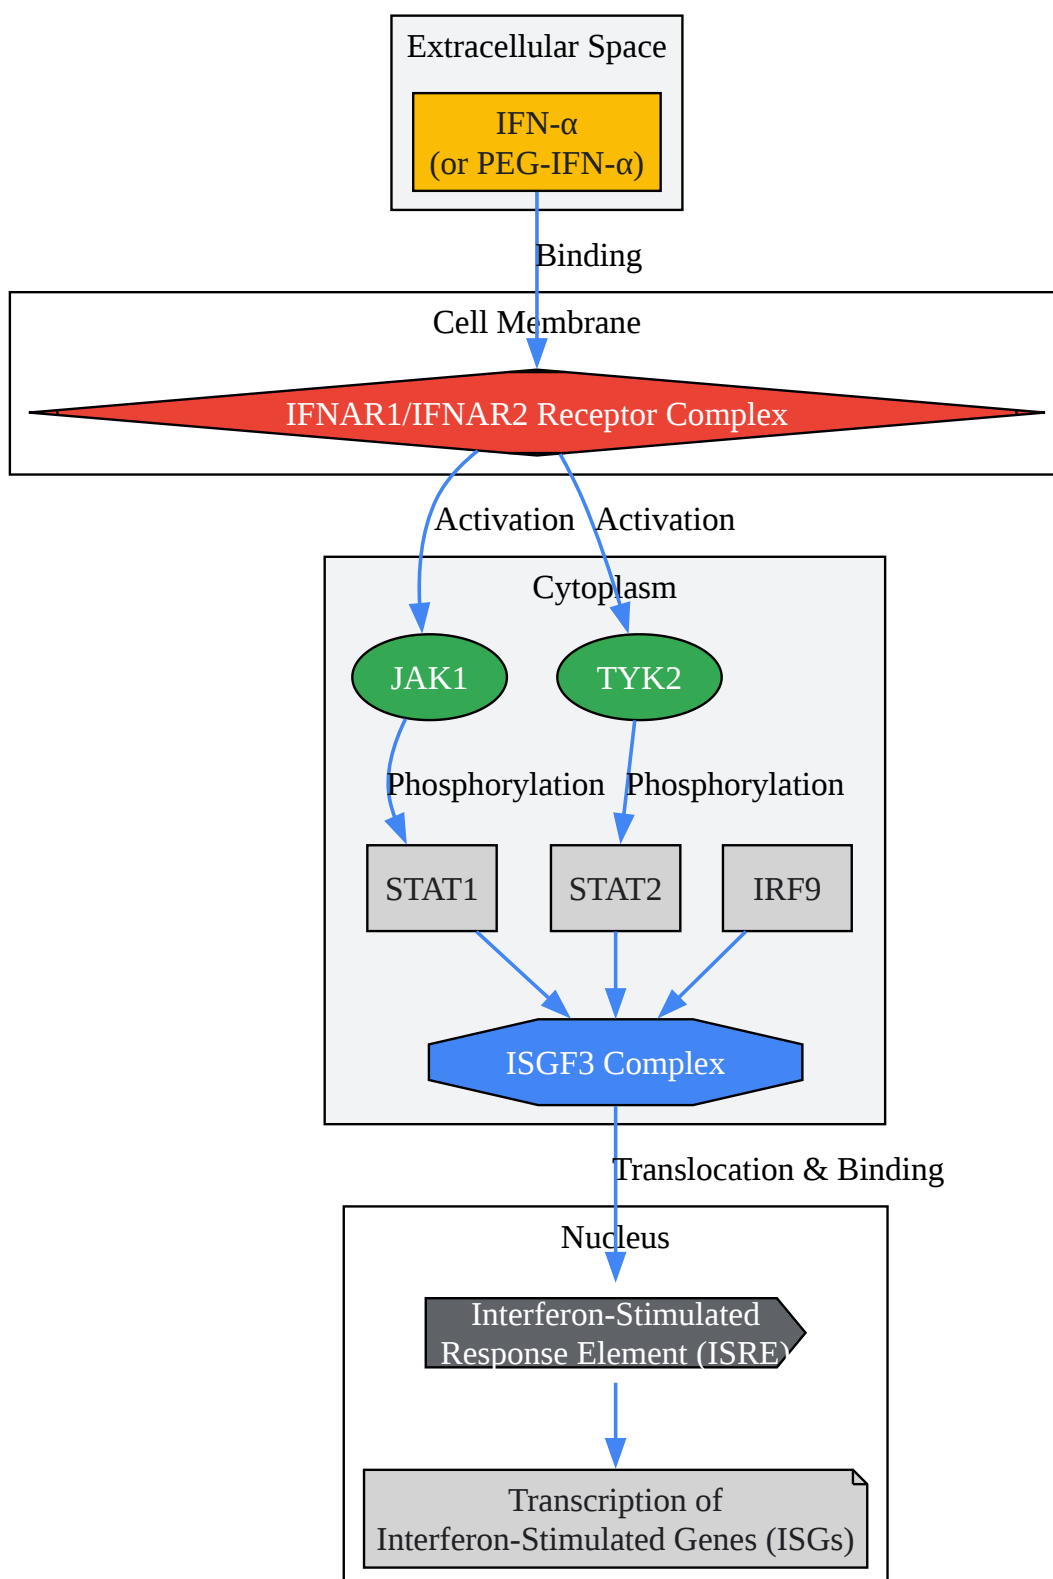 Extracellular Space
IFN-α
(or PEG-IFN-α)
Binding
Cell Membrane
IFNAR1/IFNAR2 Receptor Complex
Activation
Activation
Cytoplasm
JAK1
TYK2
Phosphorylation
Phosphorylation
STAT1
STAT2
IRF9
ISGF3 Complex
Translocation & Binding
Nucleus
Interferon-Stimulated
Response Element (ISRE)
Transcription of
Interferon-Stimulated Genes (ISGs)